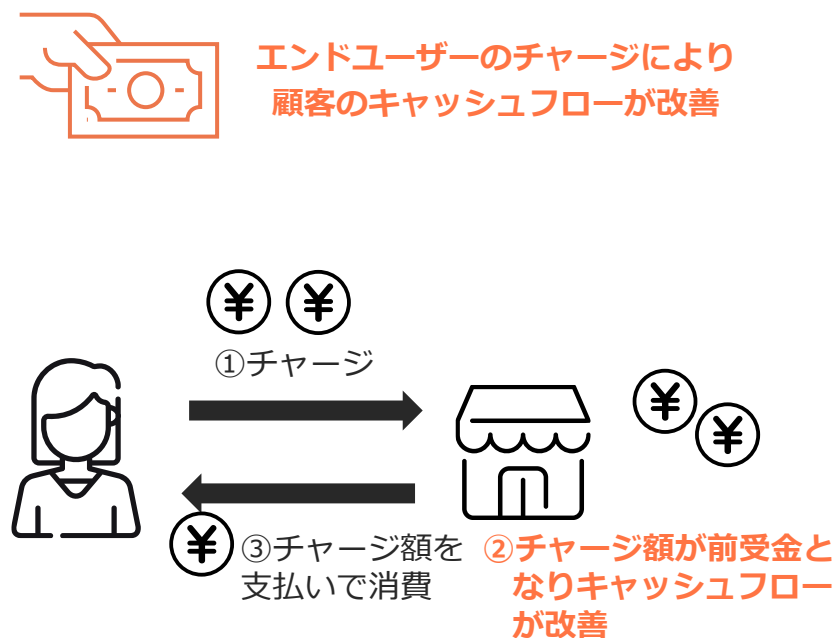 エンドユーザーのチャージにより
顧客のキャッシュフローが改善
¥ ¥
①チャージ
¥
¥
¥
③チャージ額を
支払いで消費
②チャージ額が前受金と
なりキャッシュフロー
が改善